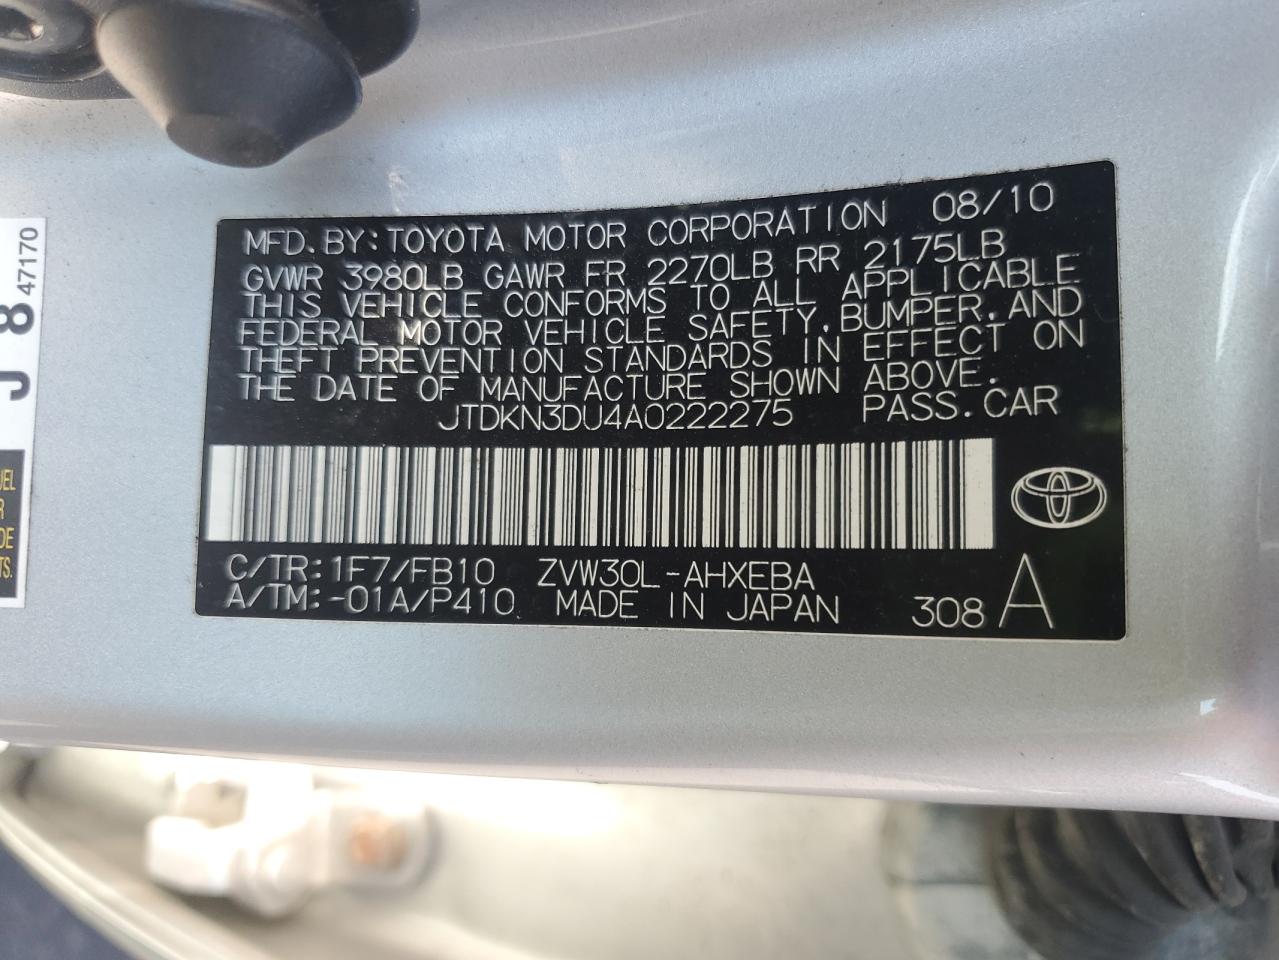 MFD.BY:TOYOTA MOTOR CORPORATION 08/10
GVWR 3980LB GAWR FR 2270LB RR 2175LB
THIS VEHICLE CONFORMS TO ALL APPLICABLE
FEDERAL MOTOR VEHICLE SAFETY,BUMPER,AND
THEFT PREVENTION STANDARDS IN EFFECT ON
THE DATE OF MANUFACTURE SHOWN ABOVE.
JTDKN3DU4A0222275 PASS.CAR
C/TR:1F7/FB10 ZVW30L-AHXEBA
A/TM:-01A/P410 MADE IN JAPAN 308 A
J 8
47170
TS.